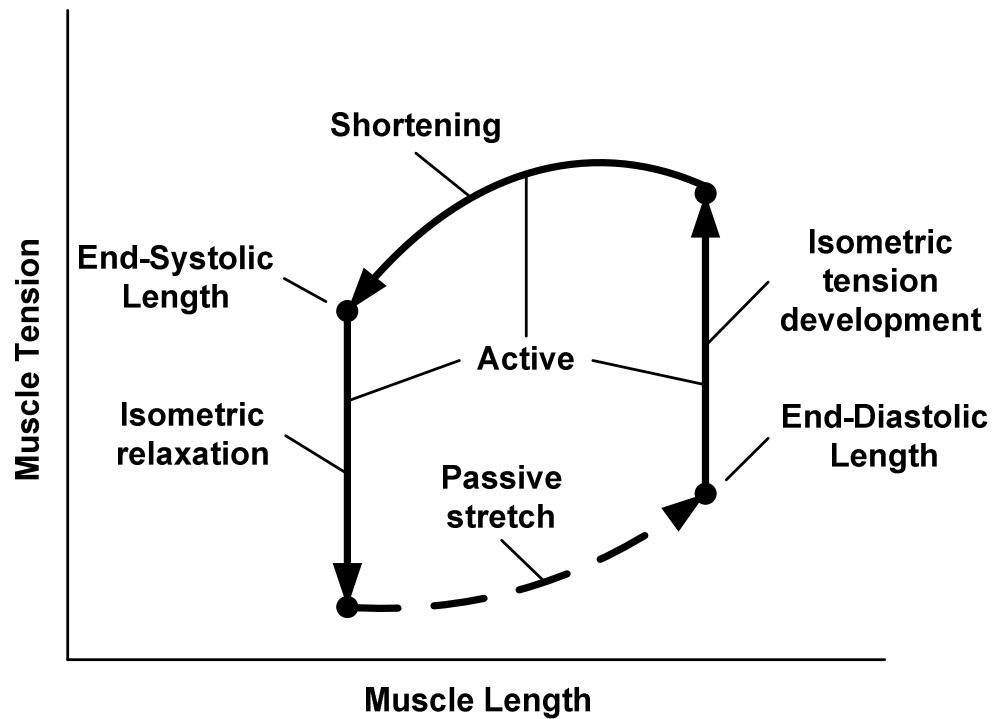 Shortening
End-Systolic
Length
Isometric
tension
development
Active
Isometric
relaxation
End-Diastolic
Length
Passive
stretch
Muscle Tension
Muscle Length